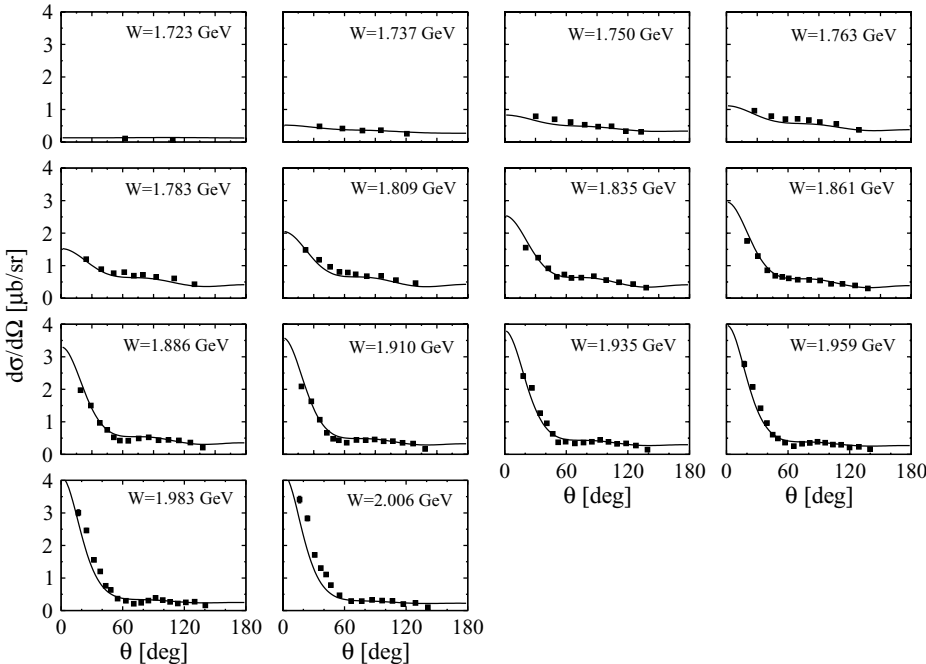 4
3
2
1
0
W=1.723 GeV
W=1.737 GeV
W=1.750 GeV
W=1.763 GeV
4
3
2
1
0
W=1.783 GeV
W=1.809 GeV
W=1.835 GeV
W=1.861 GeV
dσ/dΩ [μb/sr]
4
3
2
1
0
W=1.886 GeV
W=1.910 GeV
W=1.935 GeV
W=1.959 GeV
0 60 120 180
0 60 120 180
θ [deg]
θ [deg]
4
3
2
1
0
W=1.983 GeV
W=2.006 GeV
0 60 120 180
0 60 120 180
θ [deg]
θ [deg]